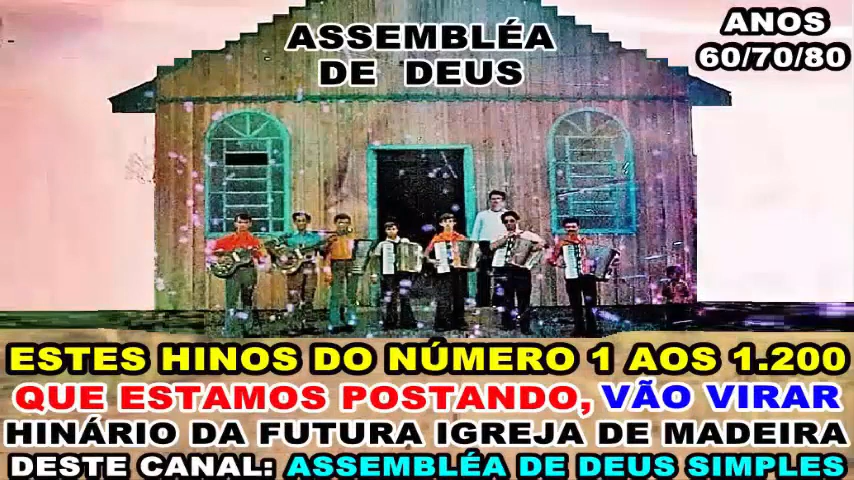 ASSEMBLÉA
DE DEUS
ANOS
60/70/80
ESTES HINOS DO NÚMERO 1 AOS 1.200
QUE ESTAMOS POSTANDO, VÃO VIRAR
HINÁRIO DA FUTURA IGREJA DE MADEIRA
DESTE CANAL: ASSEMBLÉA DE DEUS SIMPLES